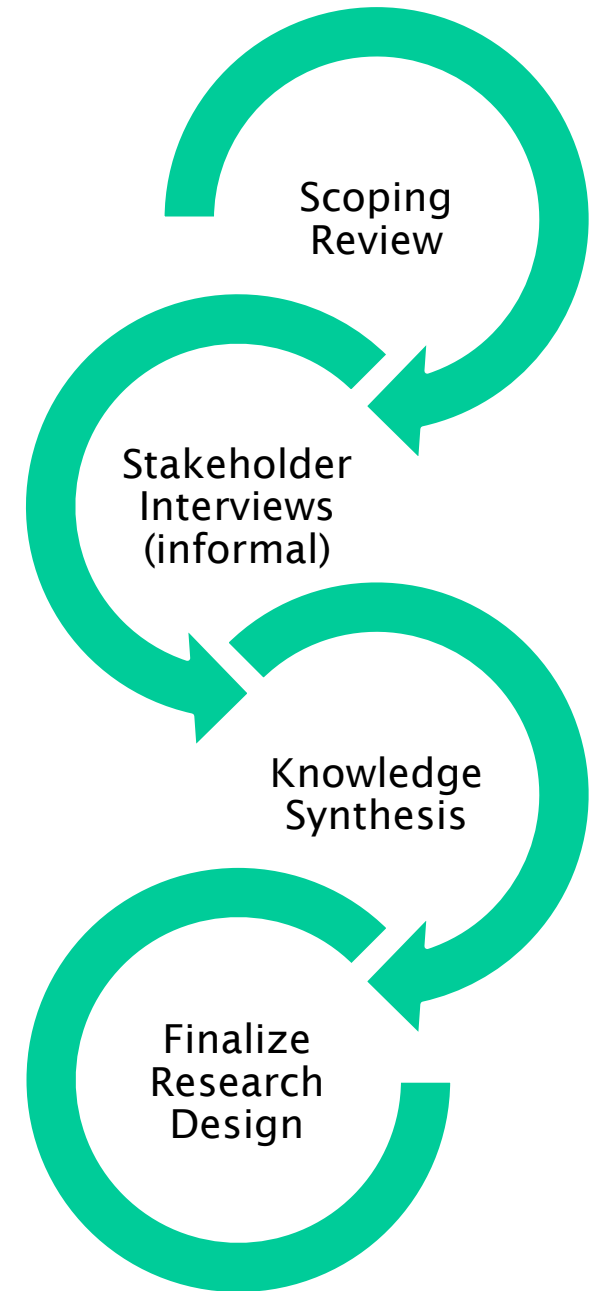 Scoping
Review
Stakeholder
Interviews
(informal)
Knowledge
Synthesis
Finalize
Research
Design